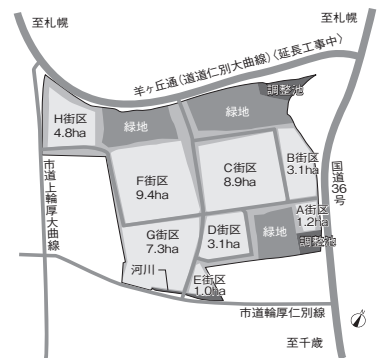 至札幌
至札幌
羊ヶ丘通(道道仁別大曲線)〈延長工事中〉
調整池
H街区
4.8ha
緑地
緑地
B街区
3.1ha
国道36号
C街区
8.9ha
F街区
9.4ha
市道上輪厚大曲線
A街区
1.2ha
D街区
3.1ha
緑地
調整池
G街区
7.3ha
河川
E街区
1.0ha
市道輪厚仁別線
至千歳